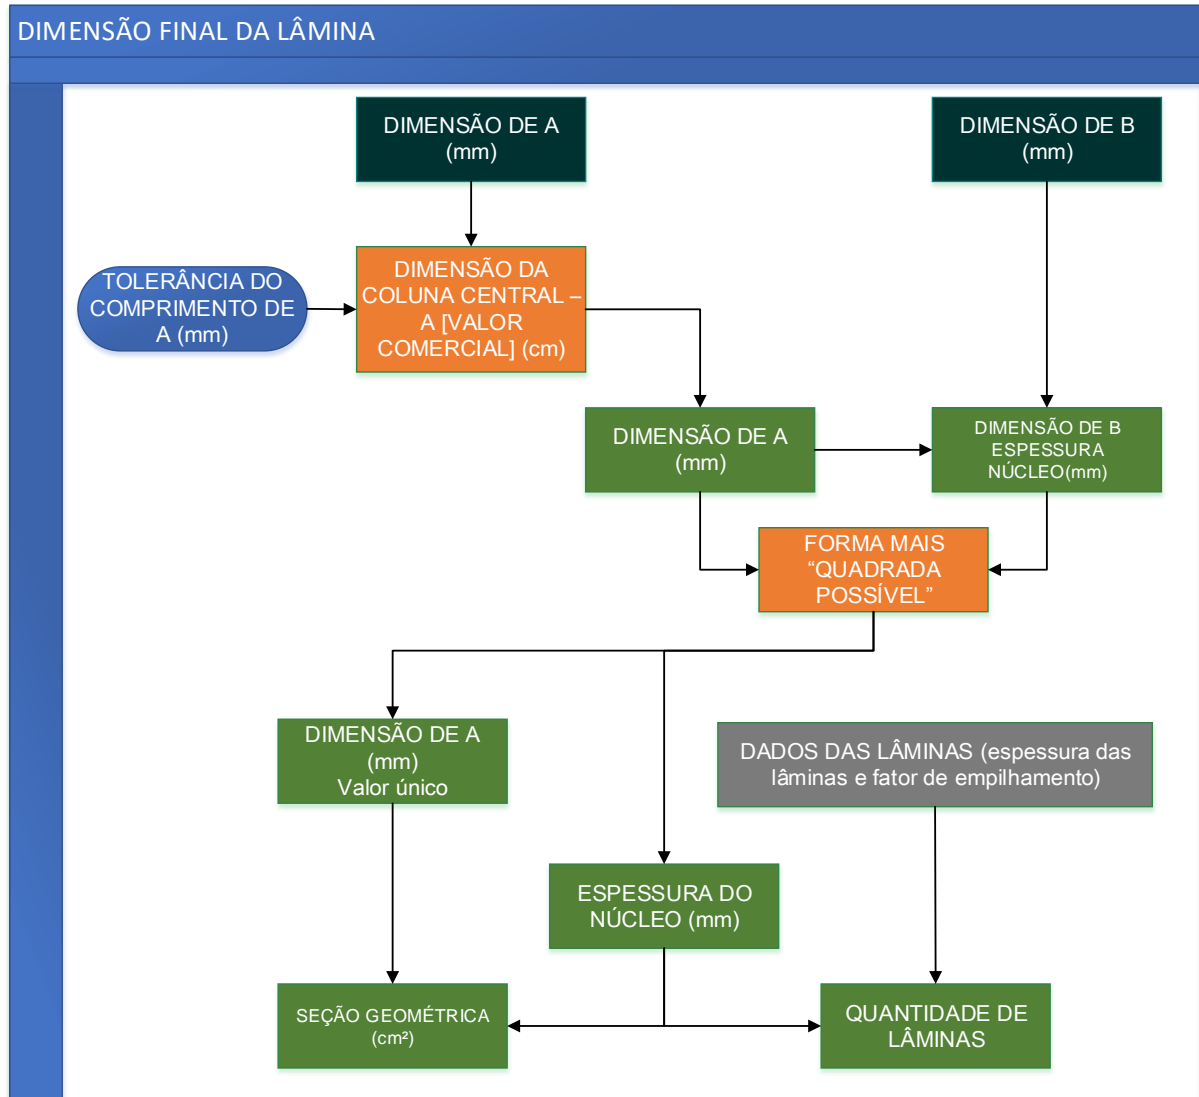 DIMENSÃO FINAL DA LÂMINA
DIMENSÃO DE A
(mm)
DIMENSÃO DE B
(mm)
TOLERÂNCIA DO
COMPRIMENTO DE
A (mm)
DIMENSÃO DA
COLUNA CENTRAL –
A [VALOR
COMERCIAL] (cm)
DIMENSÃO DE A
(mm)
DIMENSÃO DE B
ESPESSURA
NÚCLEO(mm)
FORMA MAIS
“QUADRADA
POSSÍVEL”
DIMENSÃO DE A
(mm)
Valor único
DADOS DAS LÂMINAS (espessura das
lâminas e fator de empilhamento)
ESPESSURA DO
NÚCLEO (mm)
SEÇÃO GEOMÉTRICA
(cm²)
QUANTIDADE DE
LÂMINAS